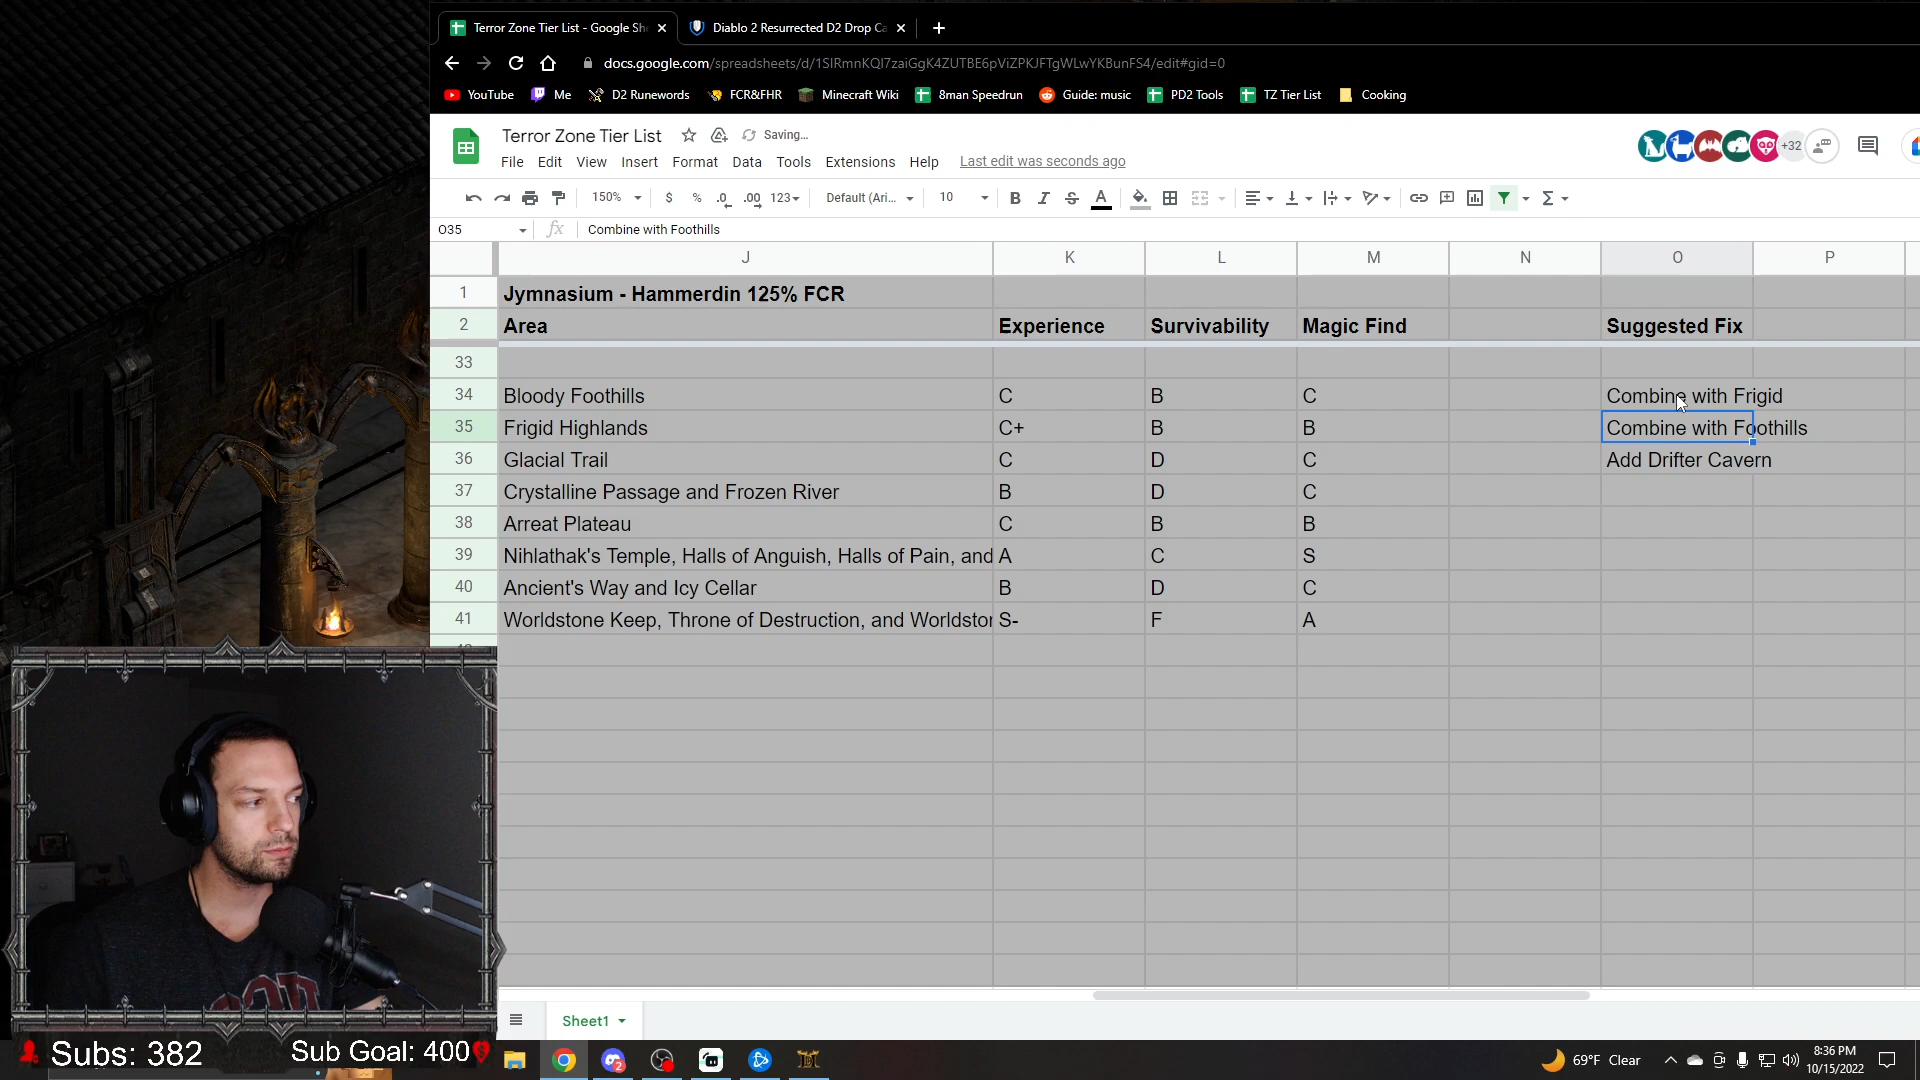 Terror Zone Tier List - Google She
Diablo 2 Resurrected D2 Drop Ca
docs.google.com/spreadsheets/d/1SIRmnKQI7zaiGgK4ZUTBE6pViZPKJFTgWLwYKBunFS4/edit#gid=0
YouTube Me D2 Runewords FCR&FHR Minecraft Wiki 8man Speedrun Guide: music PD2 Tools TZ Tier List Cooking
Terror Zone Tier List Saving...
+32
File Edit View Insert Format Data Tools Extensions Help Last edit was seconds ago
150% $ % .0 .00 123 Default (Ari... 10 B I S A Σ
O35 fx Combine with Foothills
J K L M N O P
1 Jymnasium - Hammerdin 125% FCR
2 Area Experience Survivability Magic Find Suggested Fix
33
34 Bloody Foothills C B C Combine with Frigid
35 Frigid Highlands C+ B B Combine with Foothills
36 Glacial Trail C D C Add Drifter Cavern
37 Crystalline Passage and Frozen River B D C
38 Arreat Plateau C B B
39 Nihlathak's Temple, Halls of Anguish, Halls of Pain, and A C S
40 Ancient's Way and Icy Cellar B D C
41 Worldstone Keep, Throne of Destruction, and Worldstor S- F A
Sheet1
Subs: 382 Sub Goal: 400
2
69°F Clear
8:36 PM
10/15/2022